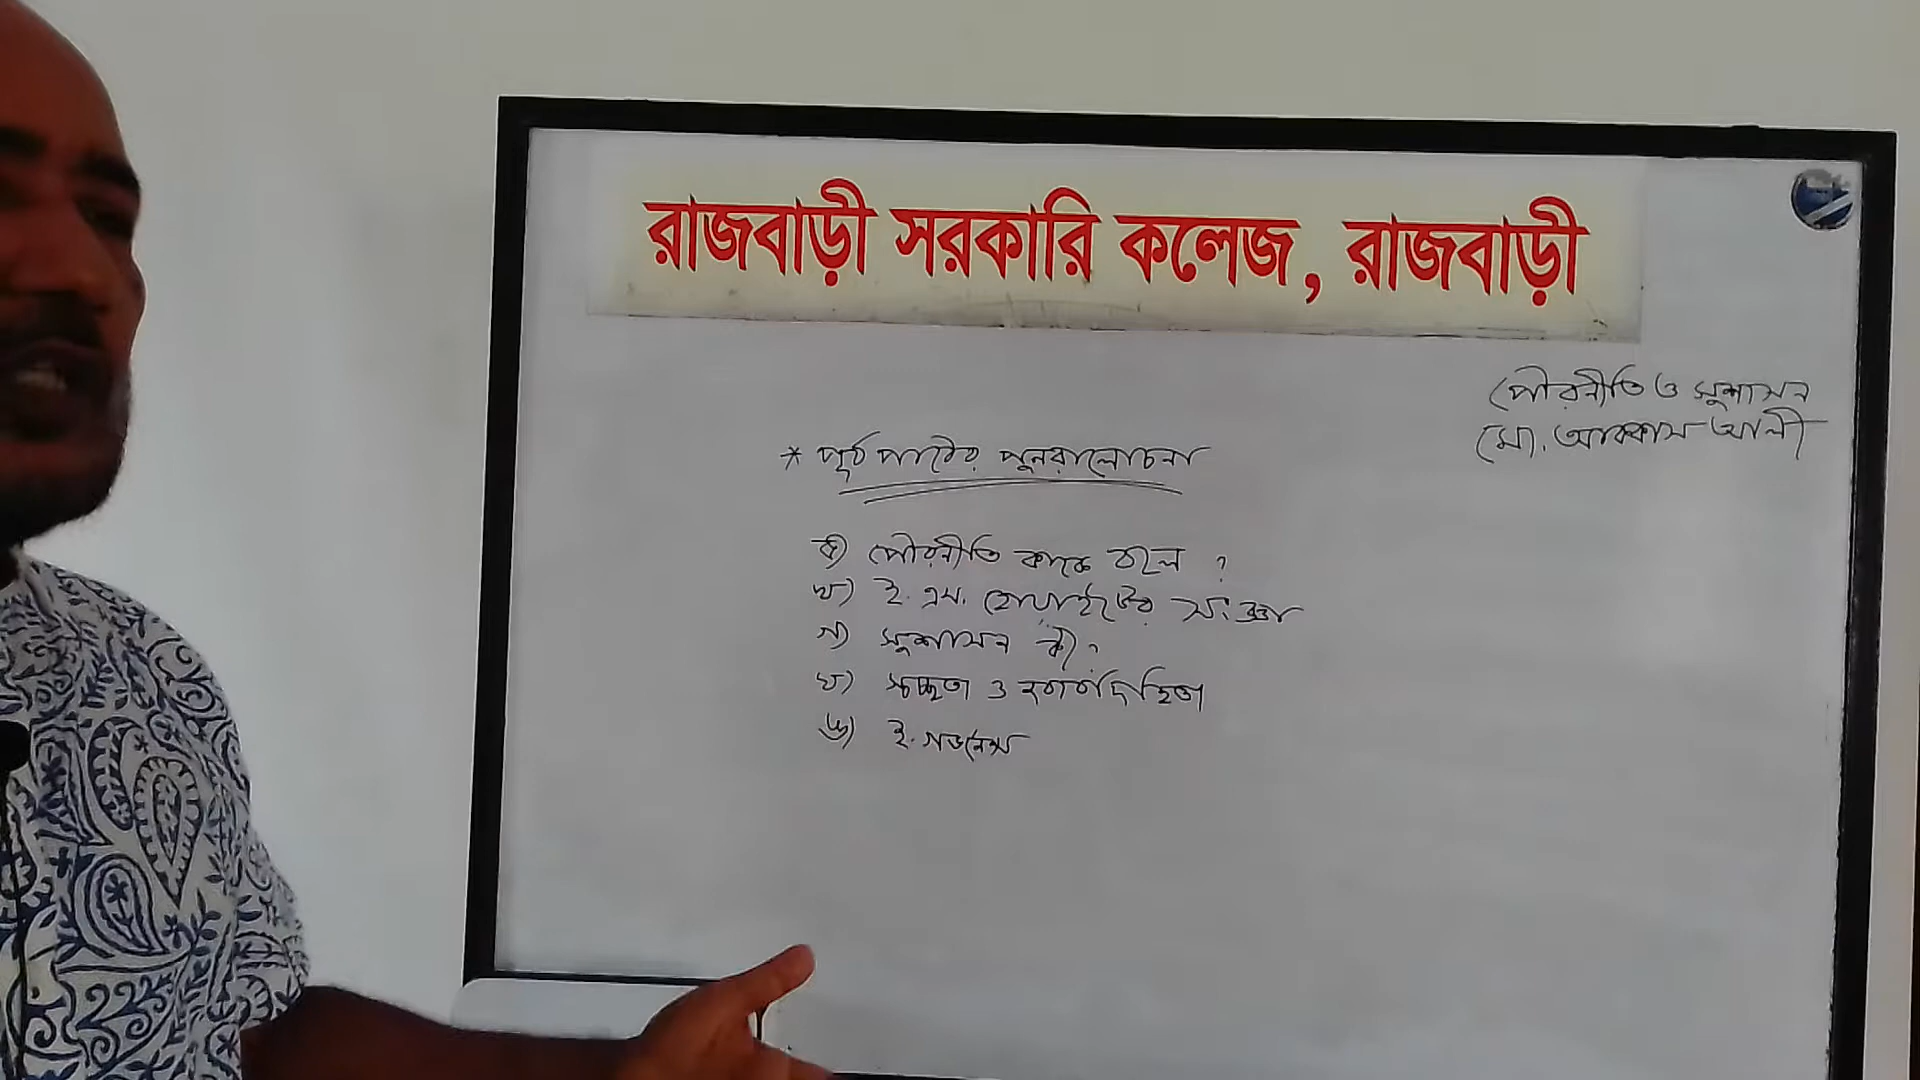 রাজবাড়ী সরকারি কলেজ, রাজবাড়ী
পৌরনীতি ও সুশাসন
মো. আক্কাস আলী
* পূর্ব পাঠের পুনরালোচনা
ক) পৌরনীতি কাকে বলে ?
খ) ই. এম. হোয়াইটের সংজ্ঞা
গ) সুশাসন কী?
ঘ) স্বচ্ছতা ও জবাবদিহিতা
ঙ) ই. গভর্নেন্স